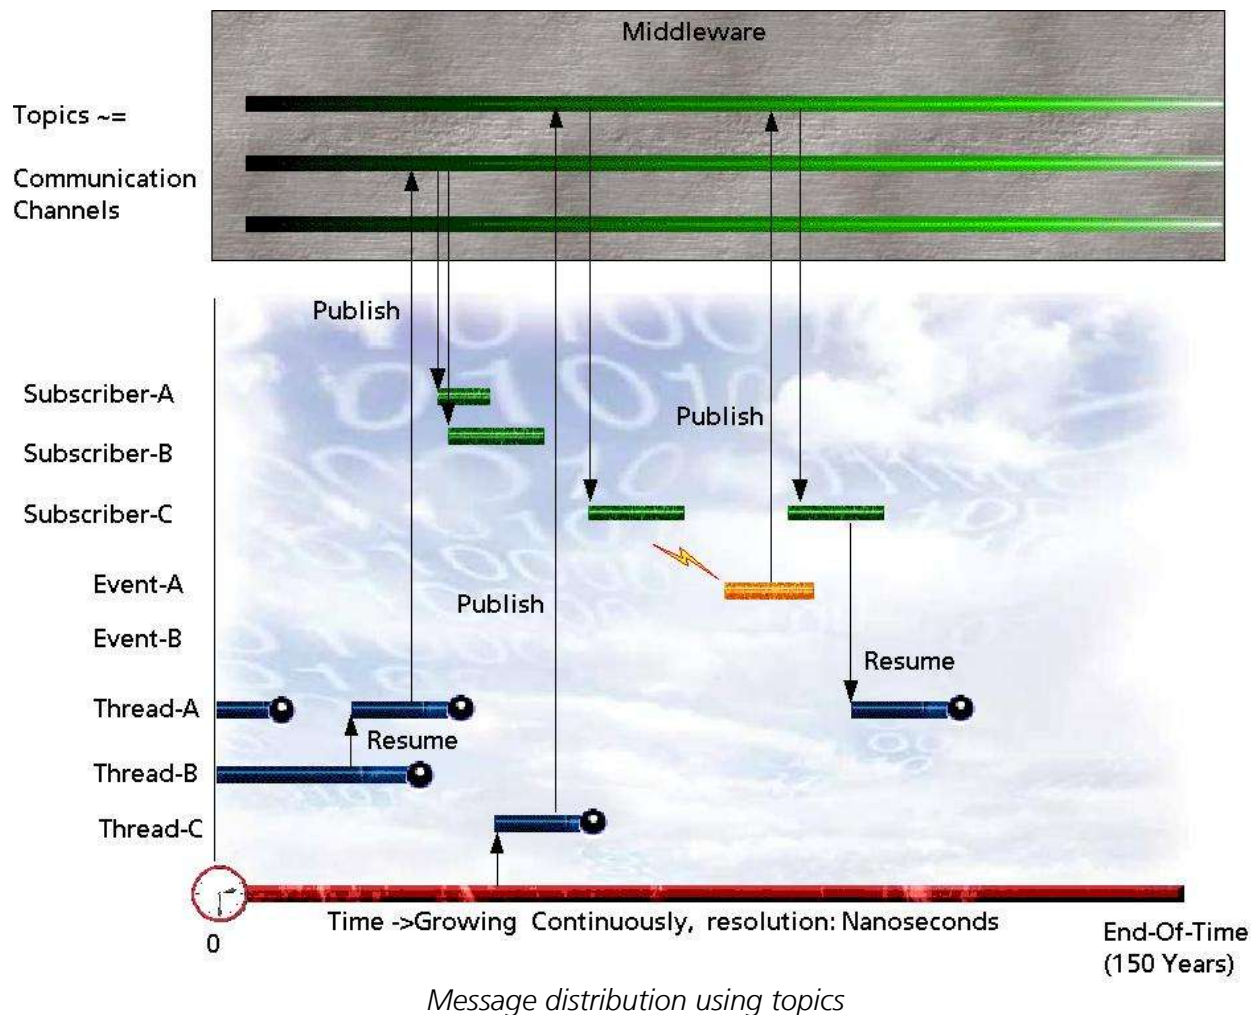 Middleware
Topics ~=
Communication
Channels
Publish
Subscriber-A
Publish
Subscriber-B
Subscriber-C
Event-A
Publish
Event-B
Resume
Thread-A
Resume
Thread-B
Thread-C
Time ->Growing Continuously, resolution: Nanoseconds
0
End-Of-Time
(150 Years)
Message distribution using topics